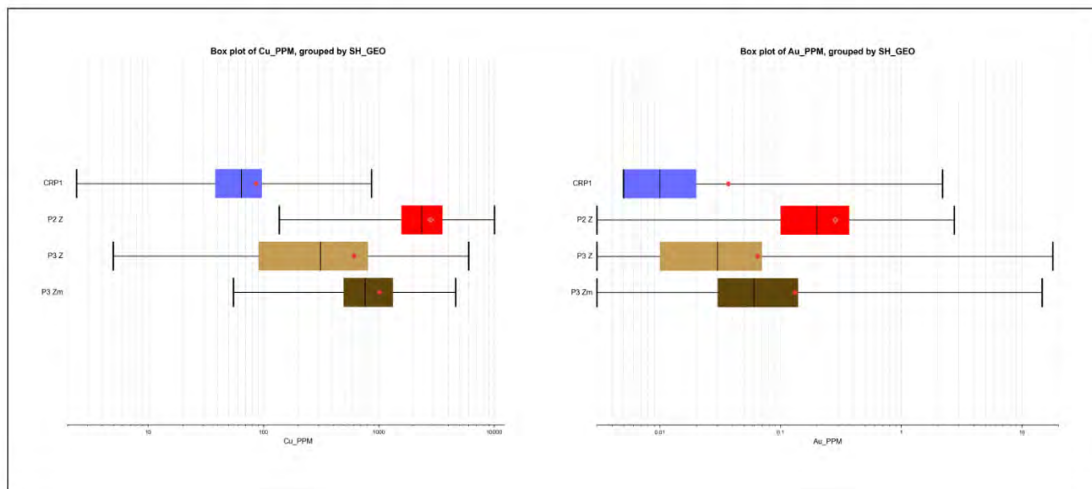 Box plot of Cu_PPM, grouped by SH_GEO
CRP1
P2 Z
P3 Z
P3 Zm
10 100 1000 10000
Cu_PPM
Box plot of Au_PPM, grouped by SH_GEO
CRP1
P2 Z
P3 Z
P3 Zm
0.01 0.1 1 10
Au_PPM